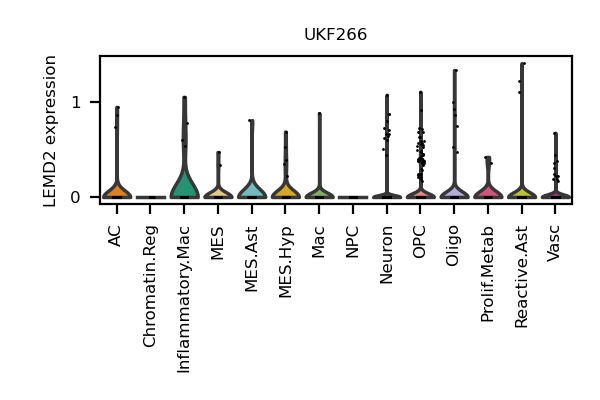 UKF266
LEMD2 expression
1
0
AC
Chromatin.Reg
Inflammatory.Mac
MES
MES.Ast
MES.Hyp
Mac
NPC
Neuron
OPC
Oligo
Prolif.Metab
Reactive.Ast
Vasc